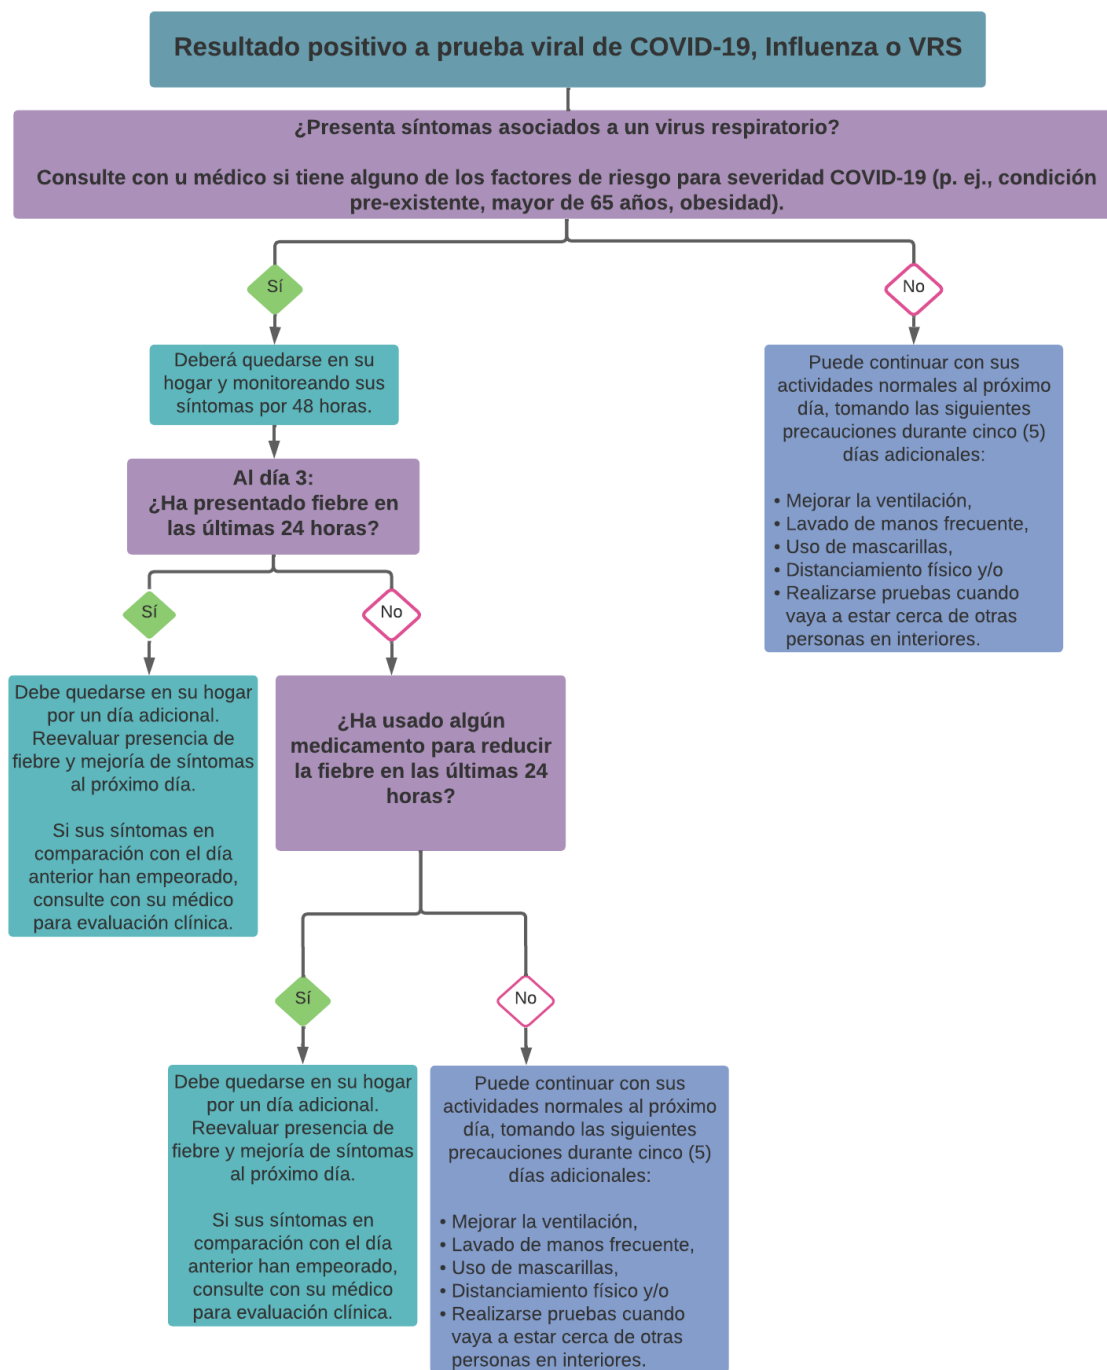 Resultado positivo a prueba viral de COVID-19, Influenza o VRS
¿Presenta síntomas asociados a un virus respiratorio?
Consulte con u médico si tiene alguno de los factores de riesgo para severidad COVID-19 (p. ej., condición
pre-existente, mayor de 65 años, obesidad).
Sí
No
Deberá quedarse en su
hogar y monitoreando sus
síntomas por 48 horas.
Puede continuar con sus
actividades normales al próximo
día, tomando las siguientes
precauciones durante cinco (5)
días adicionales:
• Mejorar la ventilación,
• Lavado de manos frecuente,
• Uso de mascarillas,
• Distanciamiento físico y/o
• Realizarse pruebas cuando
vaya a estar cerca de otras
personas en interiores.
Al día 3:
¿Ha presentado fiebre en
las últimas 24 horas?
Sí
No
Debe quedarse en su hogar
por un día adicional.
Reevaluar presencia de
fiebre y mejoría de síntomas
al próximo día.
Si sus síntomas en
comparación con el día
anterior han empeorado,
consulte con su médico
para evaluación clínica.
¿Ha usado algún
medicamento para reducir
la fiebre en las últimas 24
horas?
Sí
No
Debe quedarse en su hogar
por un día adicional.
Reevaluar presencia de
fiebre y mejoría de síntomas
al próximo día.
Si sus síntomas en
comparación con el día
anterior han empeorado,
consulte con su médico
para evaluación clínica.
Puede continuar con sus
actividades normales al próximo
día, tomando las siguientes
precauciones durante cinco (5)
días adicionales:
• Mejorar la ventilación,
• Lavado de manos frecuente,
• Uso de mascarillas,
• Distanciamiento físico y/o
• Realizarse pruebas cuando
vaya a estar cerca de otras
personas en interiores.